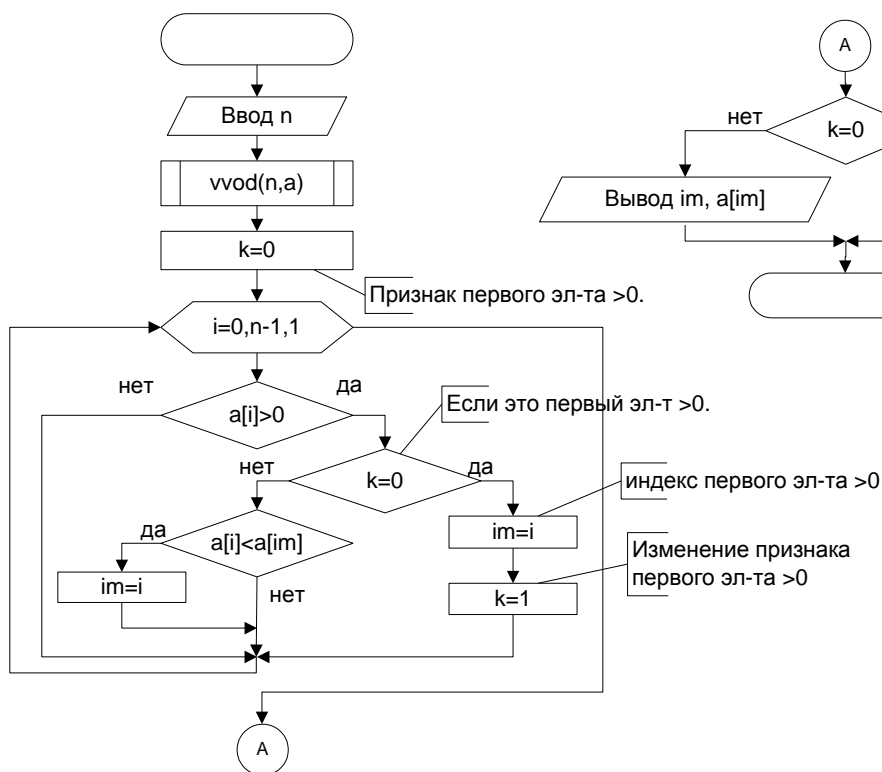 Ввод n
vvod(n,a)
k=0
Признак первого эл-та >0.
i=0,n-1,1
нет
да
a[i]>0
Если это первый эл-т >0.
нет
k=0
да
индекс первого эл-та >0
да
a[i]<a[im]
im=i
im=i
нет
Изменение признака
первого эл-та >0
k=1
A
A
нет
k=0
Вывод im, a[im]